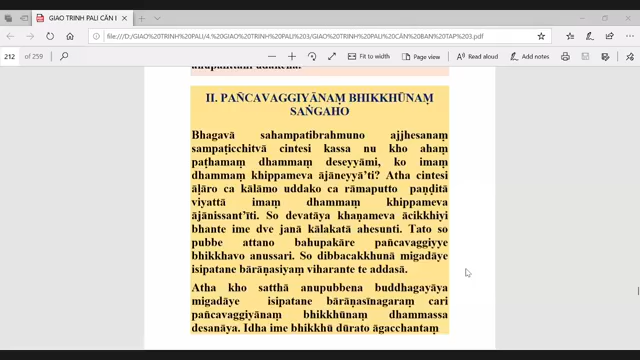 GIAO TRINH PALI CĂN I
file:///D:/GIAO%20TRINH%20PALI/4.%20GIAO%20TRINH%20PALI%203/GIAO%20TRINH%20PALI%20CĂN%20BAN%20TAP%203.pdf
212 of 259
Fit to width
Page view
Read aloud
Add notes
II. PAÑCAVAGGIYĀNAṂ BHIKKHŪNAṂ
SAṄGAHO
Bhagavā sahampatibrahmuno ajjhesanaṃ
sampaṭicchitvā cintesi kassa nu kho ahaṃ
paṭhamaṃ dhammaṃ deseyyāmi, ko imaṃ
dhammaṃ khippameva ājāneyyā'ti? Atha cintesi
āḷāro ca kālāmo uddako ca rāmaputto paṇḍitā
viyattā imaṃ dhammaṃ khippameva
ājānissant'īti. So devatāya khaṇameva ācikkhiyi
bhante ime dve janā kālakatā ahesunti. Tato so
pubbe attano bahupakāre pañcavaggiye
bhikkhavo anussari. So dibbacakkhunā migadāye
isipatane bārāṇasiyaṃ viharante te addasā.
Atha kho satthā anupubbena buddhagayāya
migadāye isipatane bārāṇasīnagaraṃ cari
pañcavaggiyānaṃ bhikkhūnaṃ dhammassa
desanāya. Idha ime bhikkhū dūrato āgacchantaṃ